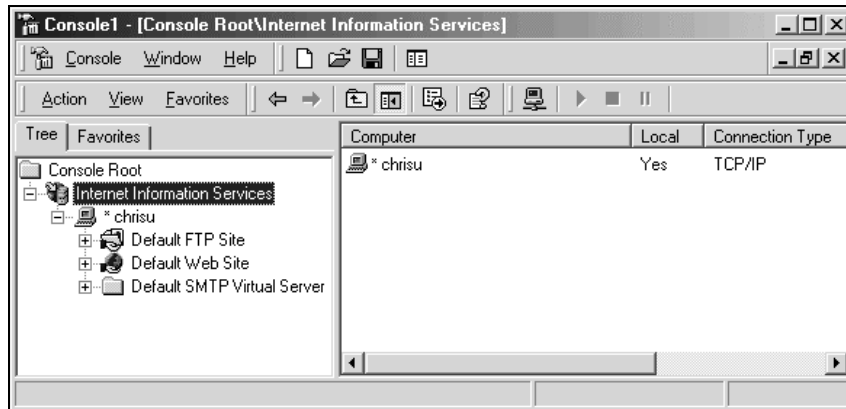 Console1 - [Console Root\Internet Information Services]
Console Window Help
Action View Favorites
Tree Favorites
Computer Local Connection Type
Console Root
Internet Information Services
* chrisu
Default FTP Site
Default Web Site
Default SMTP Virtual Server
* chrisu Yes TCP/IP